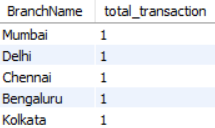 BranchName total_transaction
Mumbai 1
Delhi 1
Chennai 1
Bengaluru 1
Kolkata 1